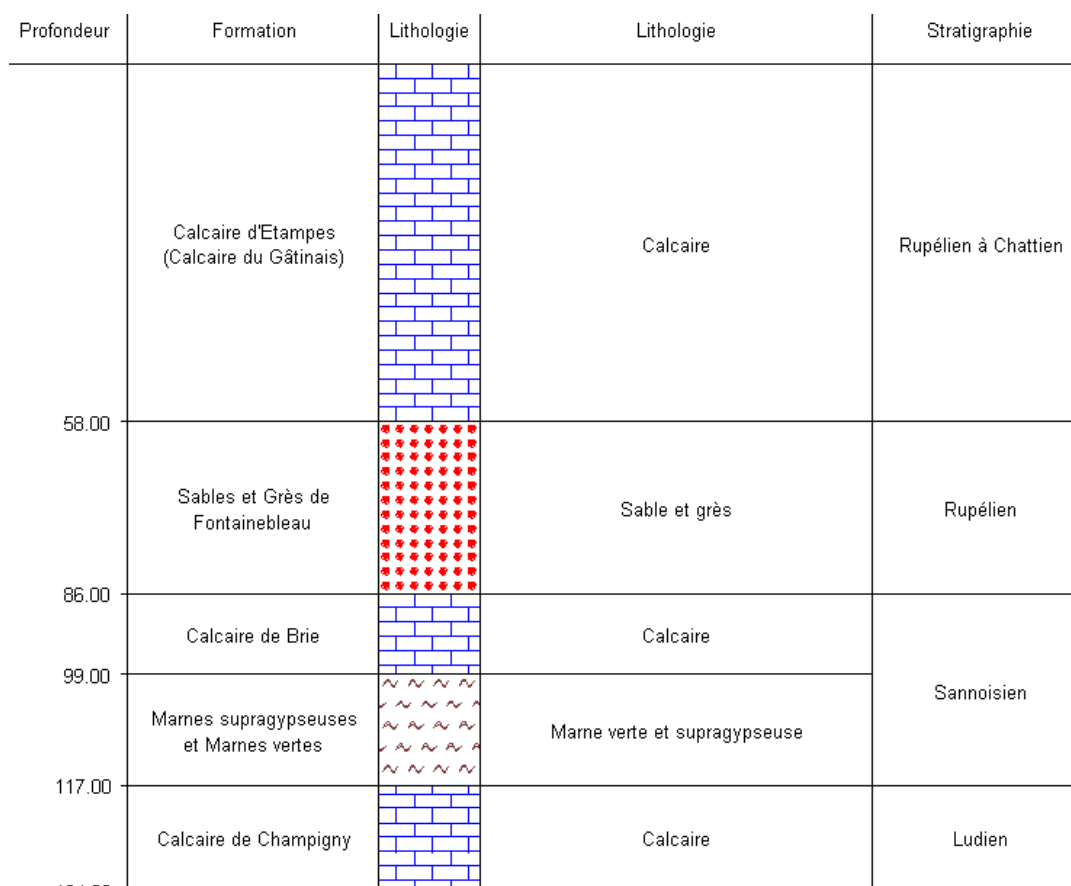 Profondeur Formation Lithologie Lithologie Stratigraphie
Calcaire d'Etampes
(Calcaire du Gâtinais)
Calcaire
Rupélien à Chattien
58.00
Sables et Grès de
Fontainebleau
Sable et grès
Rupélien
86.00
Calcaire de Brie
Calcaire
99.00
Sannoisien
Marnes supragypseuses
et Marnes vertes
Marne verte et supragypseuse
117.00
Calcaire de Champigny
Calcaire
Ludien